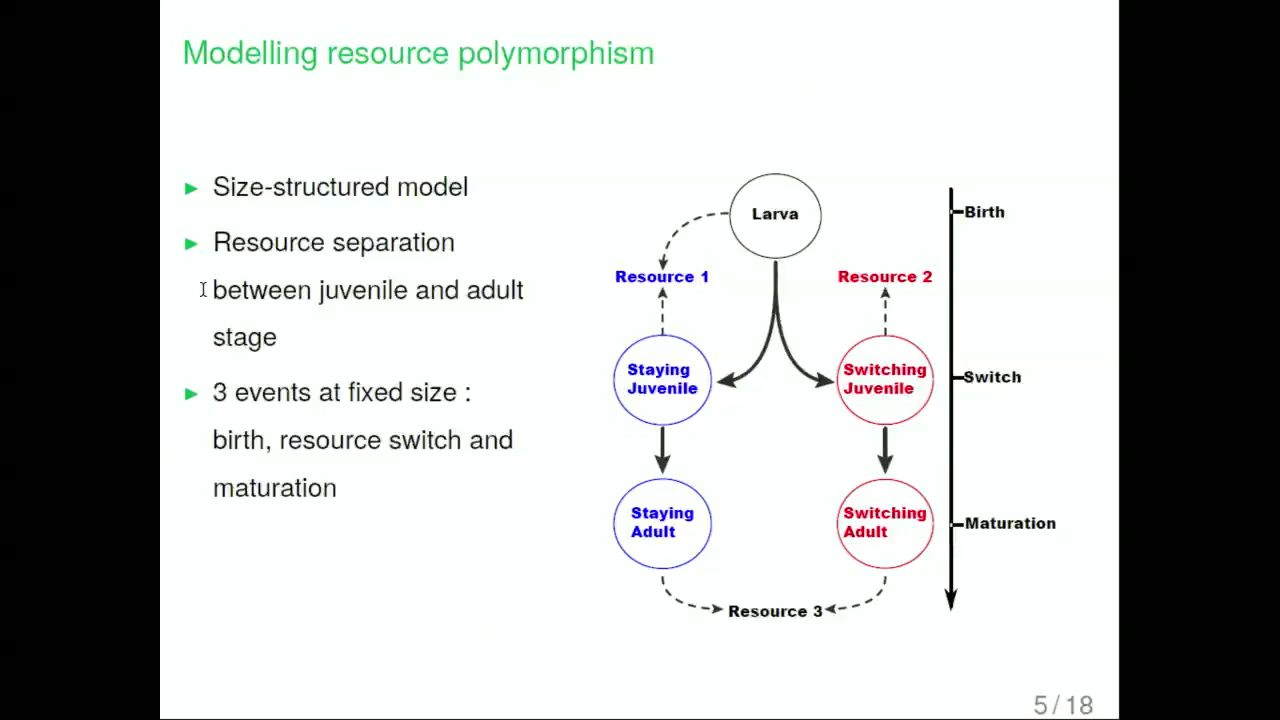 Modelling resource polymorphism
► Size-structured model
► Resource separation
between juvenile and adult
stage
► 3 events at fixed size :
birth, resource switch and
maturation
Larva
Birth
Resource 1
Resource 2
Staying
Juvenile
Switching
Juvenile
Switch
Staying
Adult
Switching
Adult
Maturation
Resource 3
5 / 18